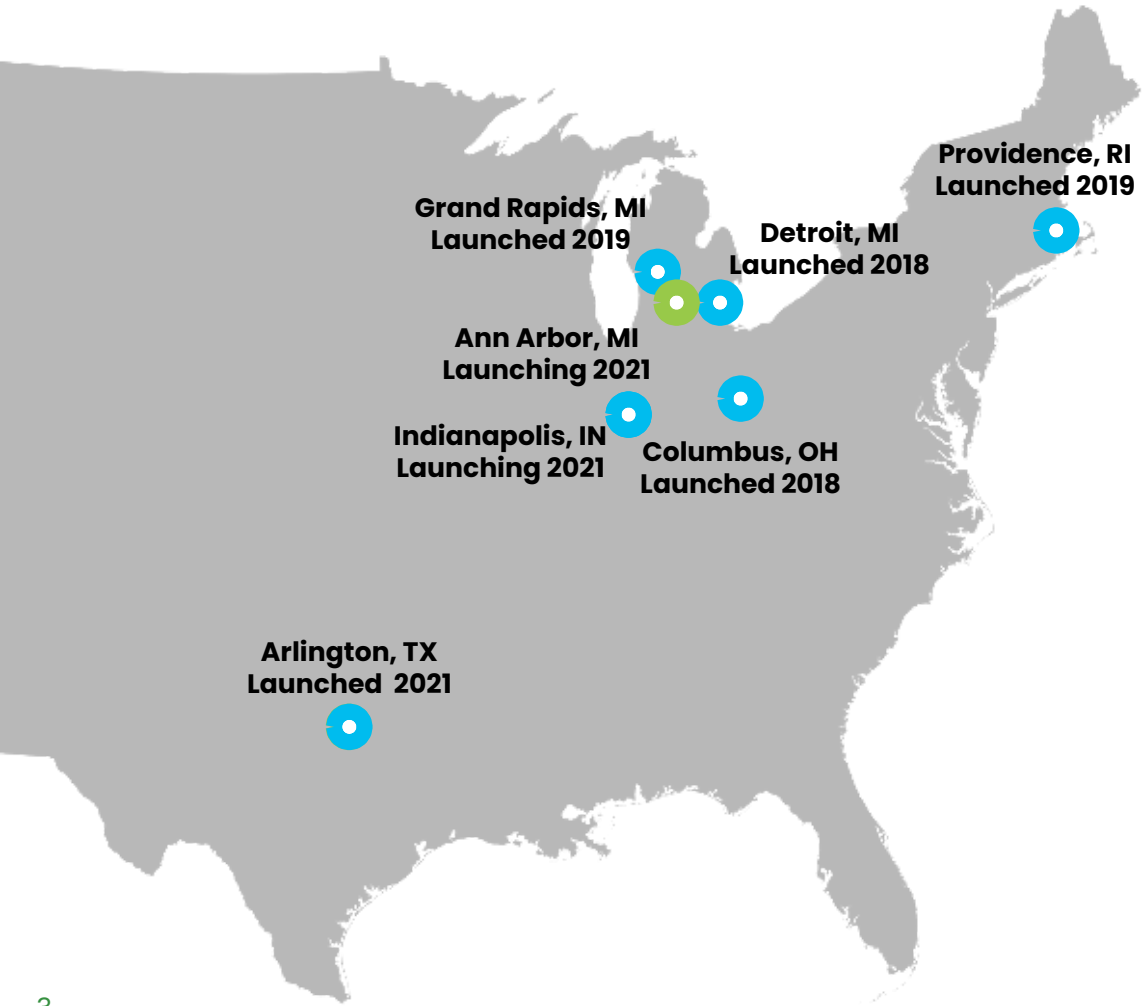 Providence, RI
Launched 2019
Grand Rapids, MI
Launched 2019
Detroit, MI
Launched 2018
Ann Arbor, MI
Launching 2021
Indianapolis, IN
Launching 2021
Columbus, OH
Launched 2018
Arlington, TX
Launched  2021
3